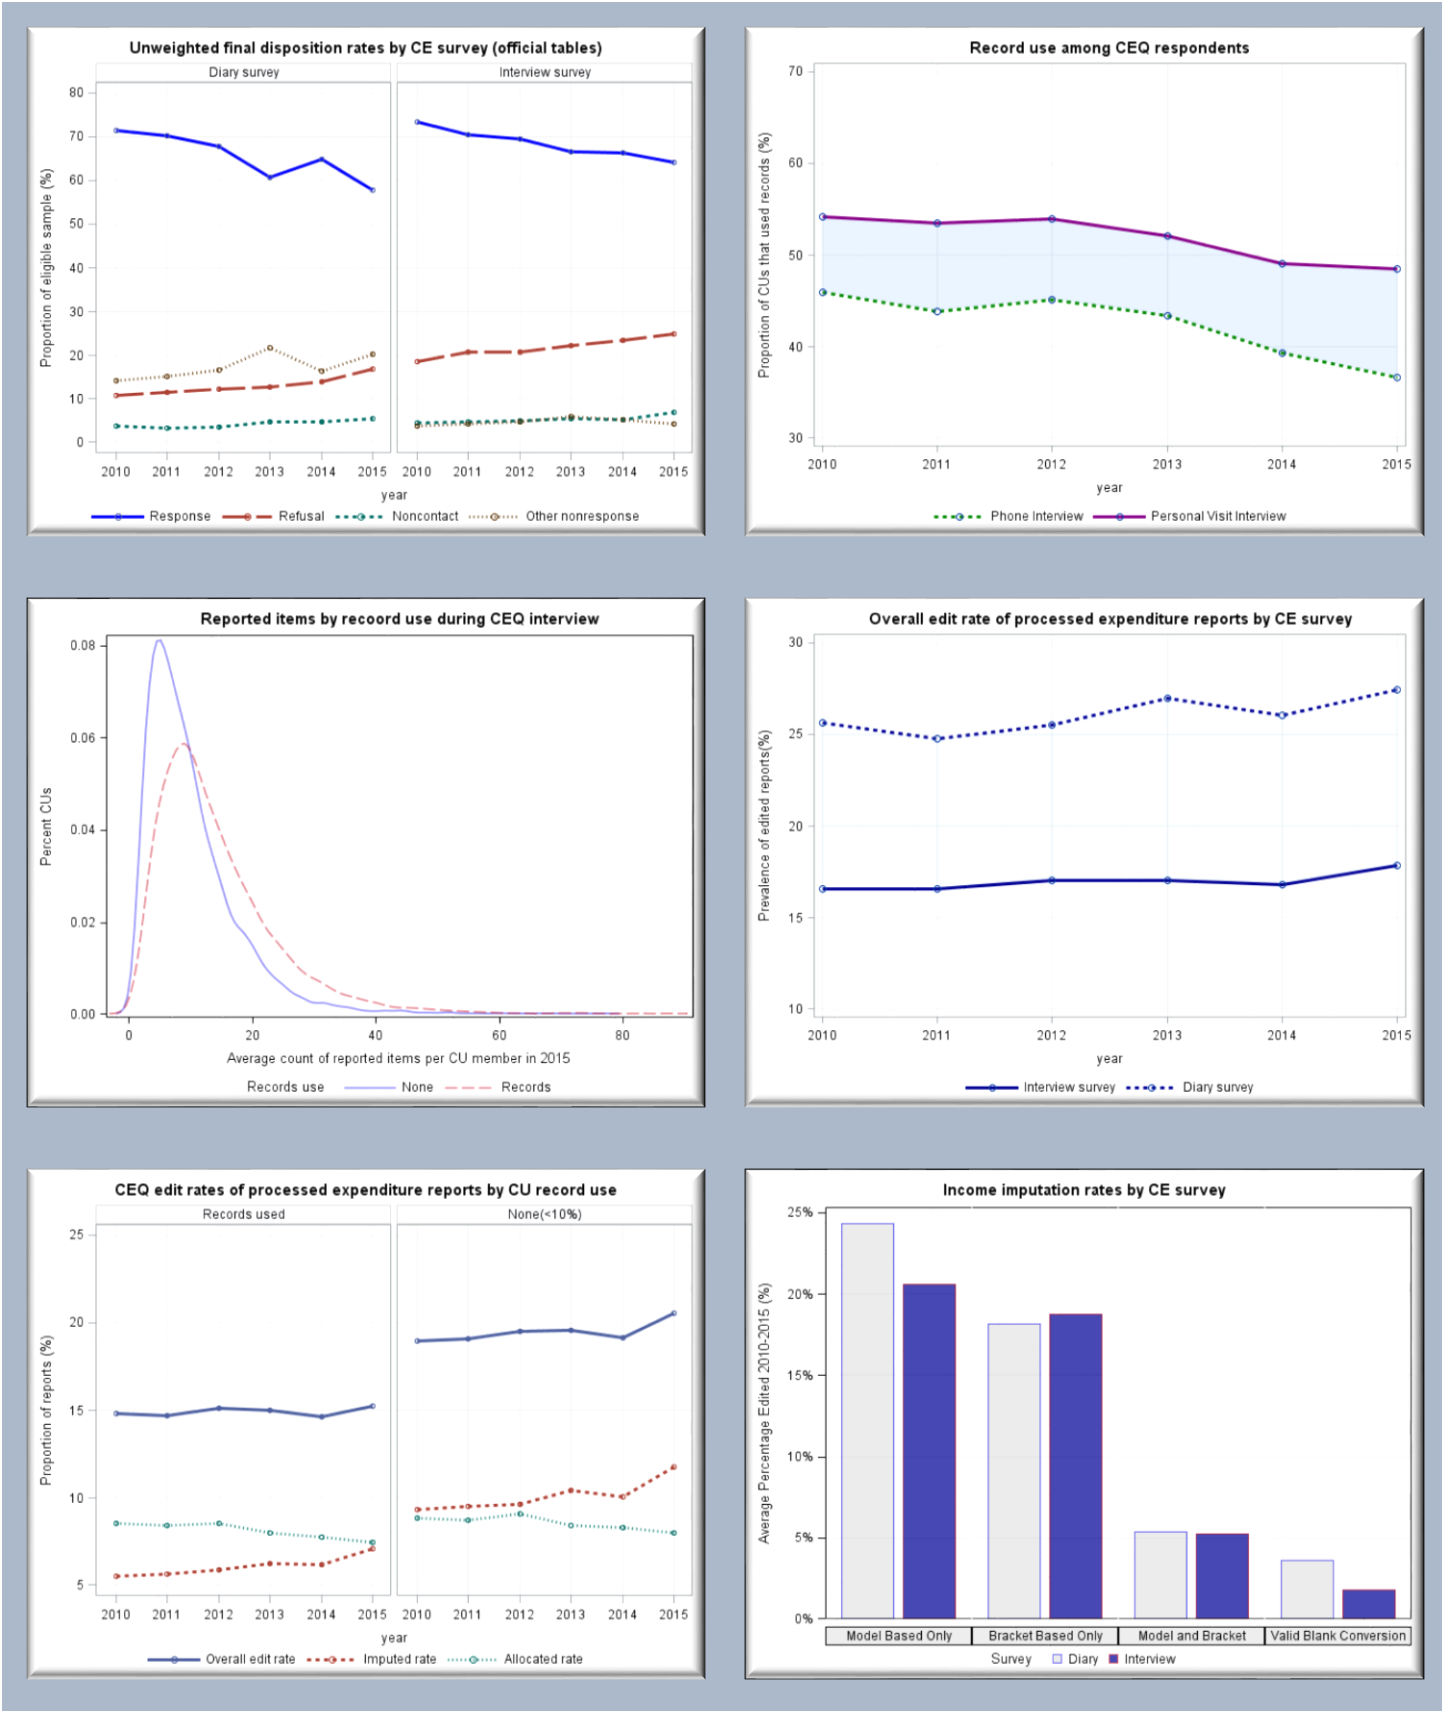 Unweighted final disposition rates by CE survey (official tables)
Diary survey
Interview survey
Proportion of eligible sample (%)
80
70
60
50
40
30
20
10
0
2010 2011 2012 2013 2014 2015
2010 2011 2012 2013 2014 2015
year
Response Refusal Noncontact Other nonresponse
Record use among CEQ respondents
Proportion of CUs that used records (%)
70
60
50
40
30
2010 2011 2012 2013 2014 2015
year
Phone Interview Personal Visit Interview
Reported items by recoord use during CEQ interview
Percent CUs
0.08
0.06
0.04
0.02
0.00
0 20 40 60 80
Average count of reported items per CU member in 2015
Records use None Records
Overall edit rate of processed expenditure reports by CE survey
Prevalence of edited reports(%)
30
25
20
15
10
2010 2011 2012 2013 2014 2015
year
Interview survey Diary survey
CEQ edit rates of processed expenditure reports by CU record use
Records used
None(<10%)
Proportion of reports (%)
25
20
15
10
5
2010 2011 2012 2013 2014 2015
2010 2011 2012 2013 2014 2015
year
Overall edit rate Imputed rate Allocated rate
Income imputation rates by CE survey
Average Percentage Edited 2010-2015 (%)
25%
20%
15%
10%
5%
0%
Model Based Only Bracket Based Only Model and Bracket Valid Blank Conversion
Survey Diary Interview